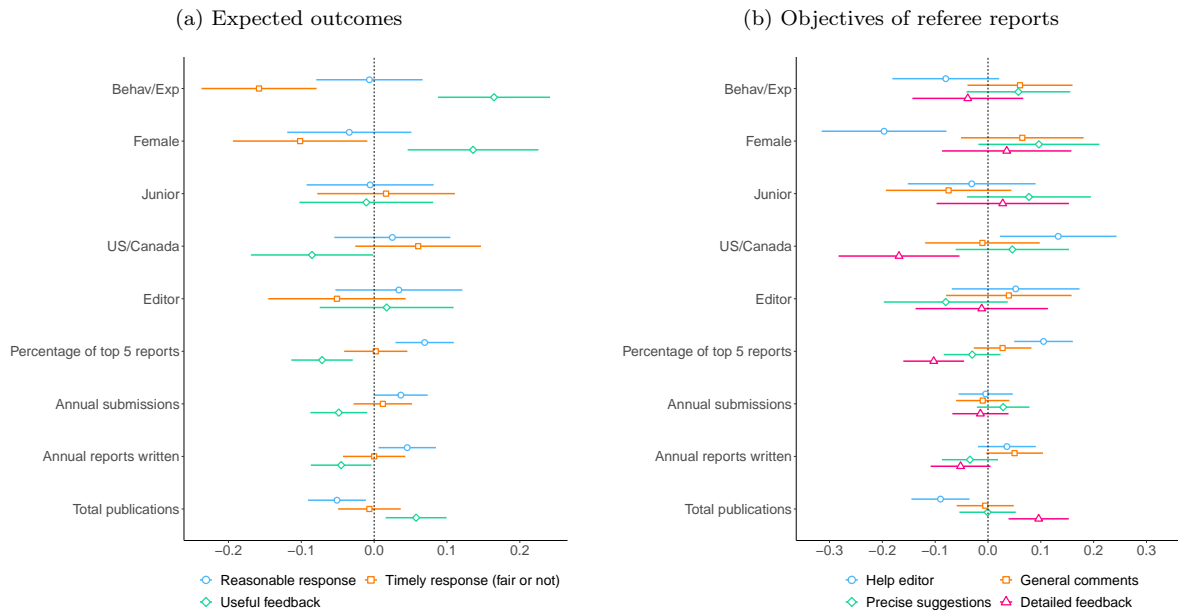 (a) Expected outcomes
Behav/Exp
Female
Junior
US/Canada
Editor
Percentage of top 5 reports
Annual submissions
Annual reports written
Total publications
−0.2 −0.1 0.0 0.1 0.2
Reasonable response Timely response (fair or not)
Useful feedback
(b) Objectives of referee reports
Behav/Exp
Female
Junior
US/Canada
Editor
Percentage of top 5 reports
Annual submissions
Annual reports written
Total publications
−0.3 −0.2 −0.1 0.0 0.1 0.2 0.3
Help editor General comments
Precise suggestions Detailed feedback